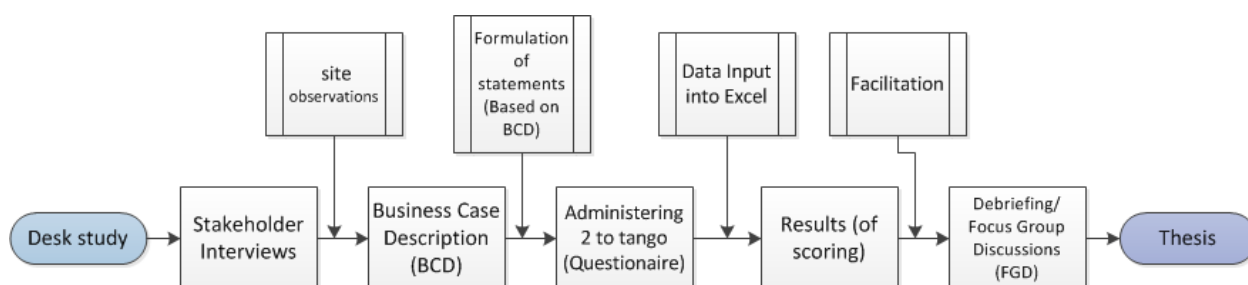 site
observations
Formulation
of
statements
(Based on
BCD)
Data Input
into Excel
Facilitation
Desk study
Stakeholder
Interviews
Business Case
Description
(BCD)
Administering
2 to tango
(Questionaire)
Results (of
scoring)
Debriefing/
Focus Group
Discussions
(FGD)
Thesis